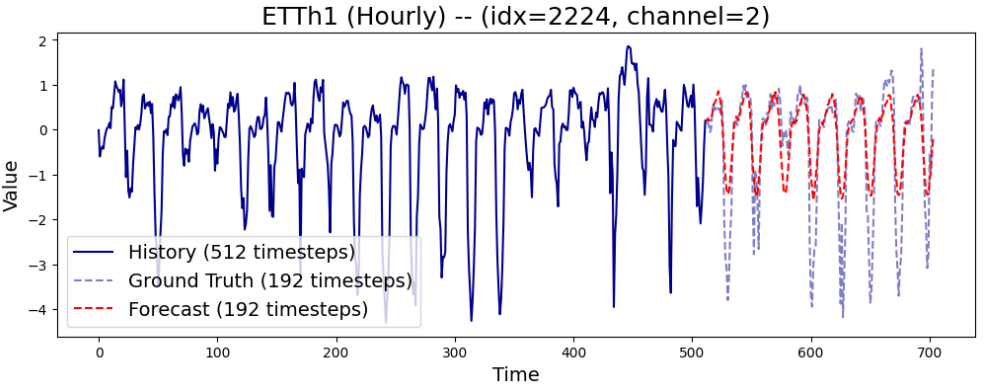 ETTh1 (Hourly) -- (idx=2224, channel=2)
2
1
0
−1
−2
−3
−4
Value
History (512 timesteps)
Ground Truth (192 timesteps)
Forecast (192 timesteps)
0 100 200 300 400 500 600 700
Time